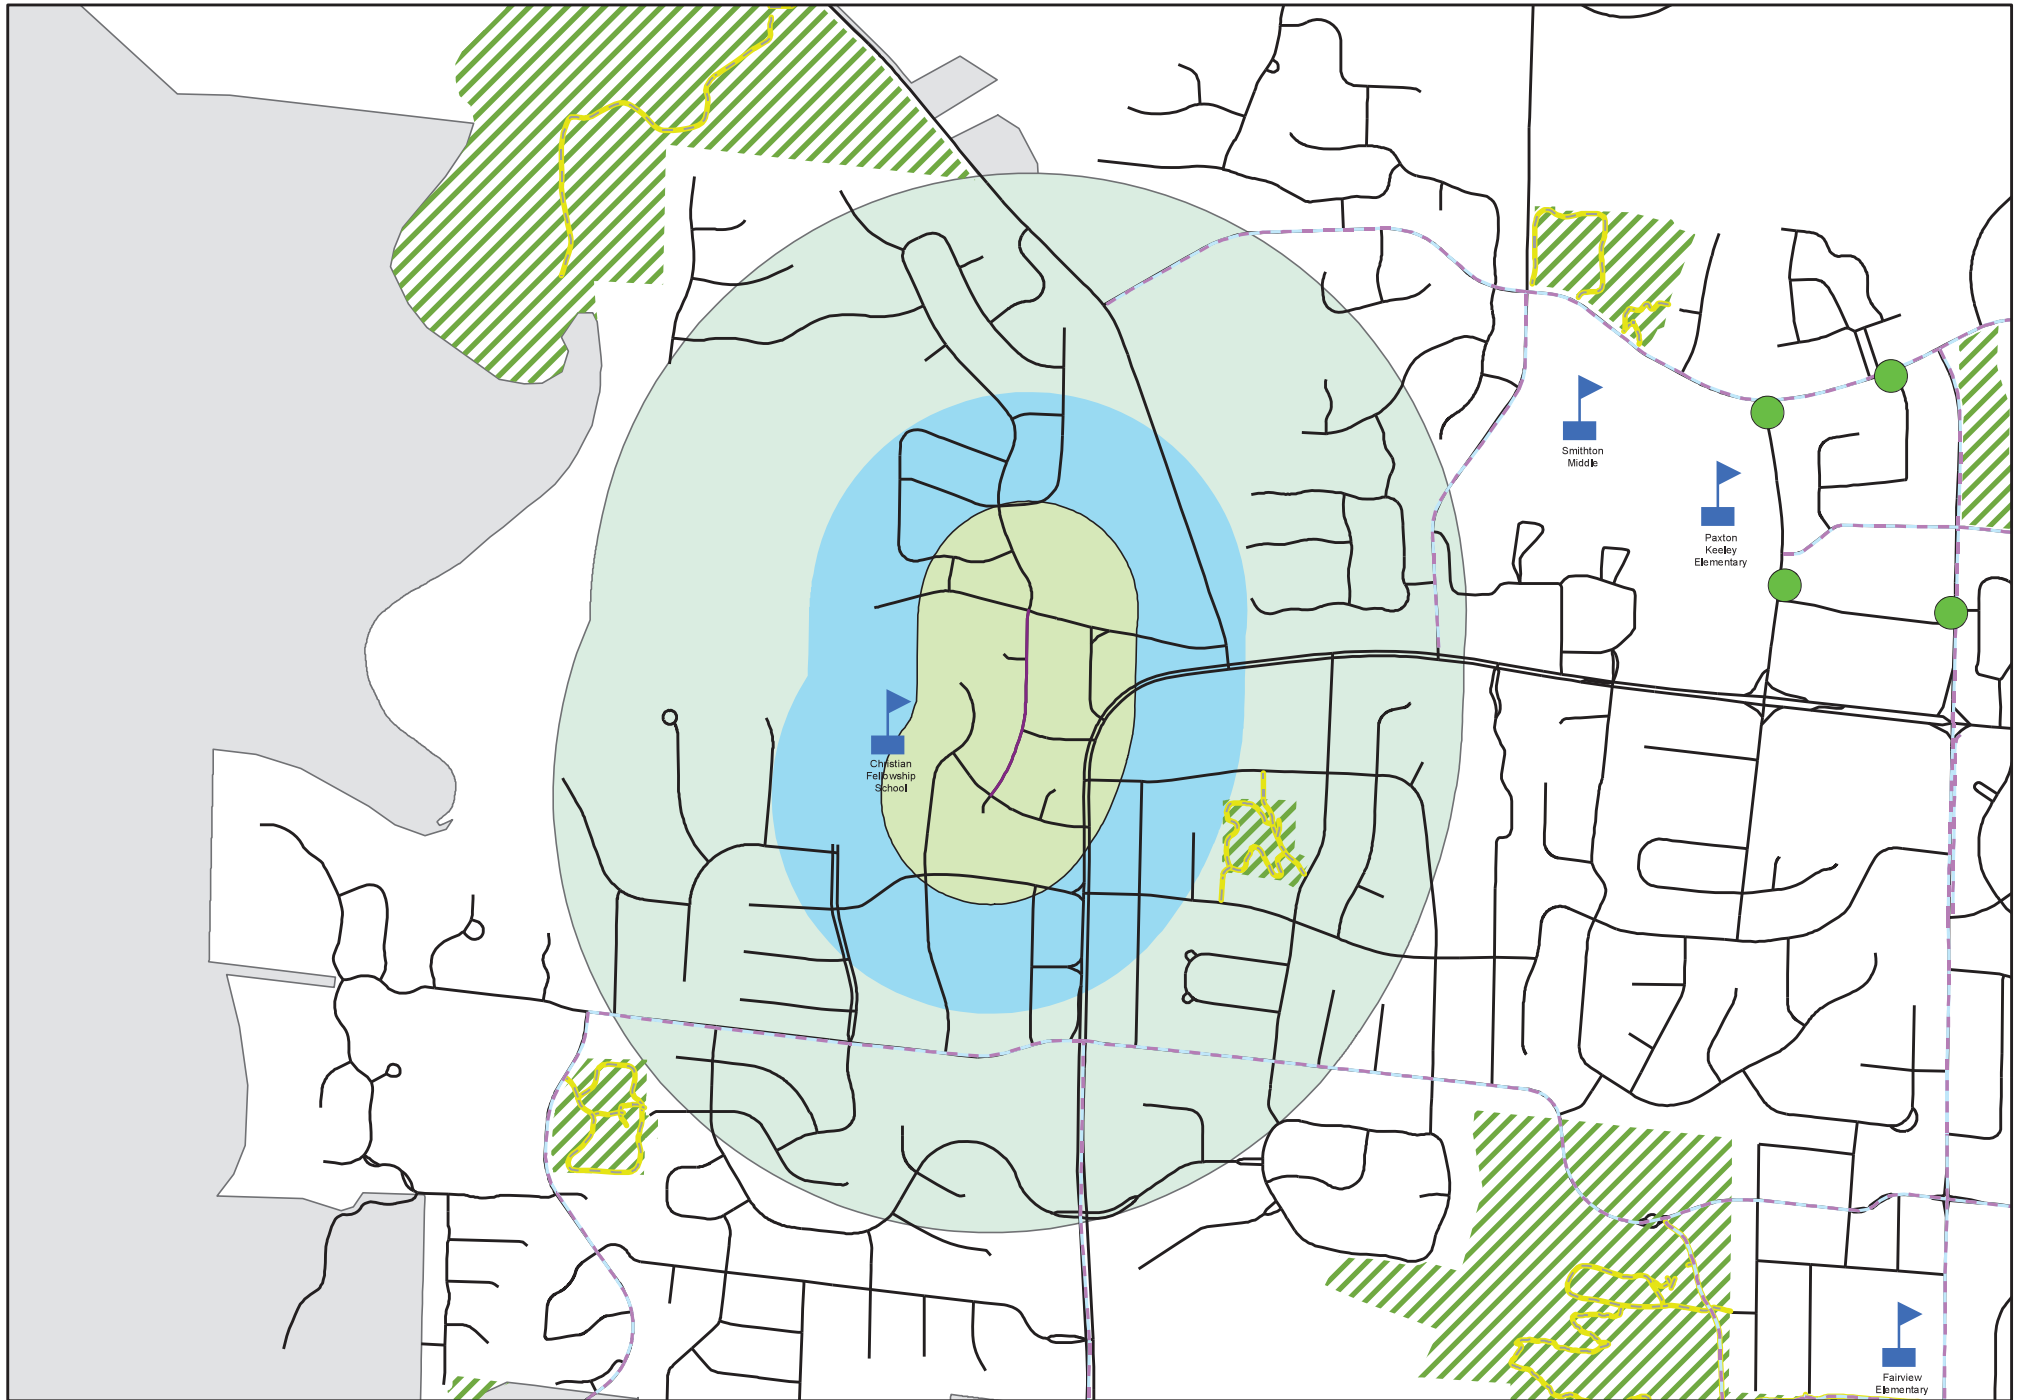 Smithton
Middle
Paxton
Keeley
Elementary
Christian
Fellowship
School
Fairview
Elementary